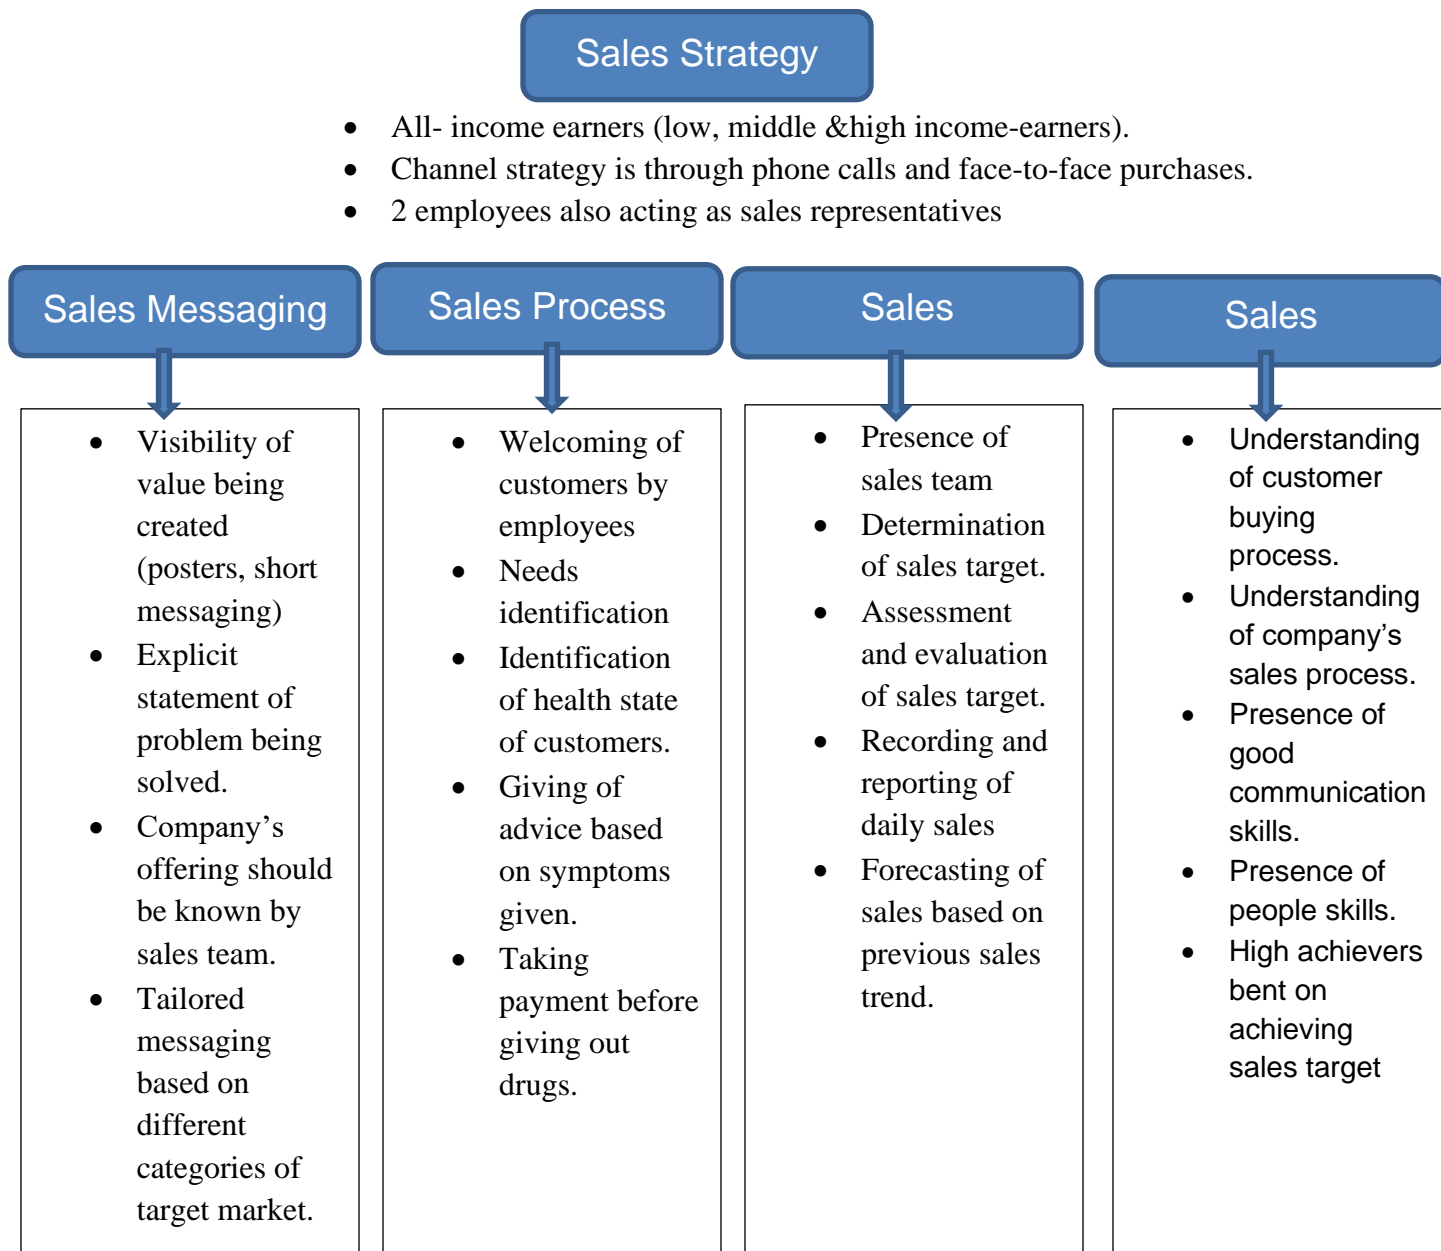 Sales Strategy
• All- income earners (low, middle &high income-earners).
• Channel strategy is through phone calls and face-to-face purchases.
• 2 employees also acting as sales representatives
Sales Messaging
• Visibility of
value being
created
(posters, short
messaging)
• Explicit
statement of
problem being
solved.
• Company’s
offering should
be known by
sales team.
• Tailored
messaging
based on
different
categories of
target market.
Sales Process
• Welcoming of
customers by
employees
• Needs
identification
• Identification
of health state
of customers.
• Giving of
advice based
on symptoms
given.
• Taking
payment before
giving out
drugs.
Sales
• Presence of
sales team
• Determination
of sales target.
• Assessment
and evaluation
of sales target.
• Recording and
reporting of
daily sales
• Forecasting of
sales based on
previous sales
trend.
Sales
• Understanding
of customer
buying
process.
• Understanding
of company’s
sales process.
• Presence of
good
communication
skills.
• Presence of
people skills.
• High achievers
bent on
achieving
sales target